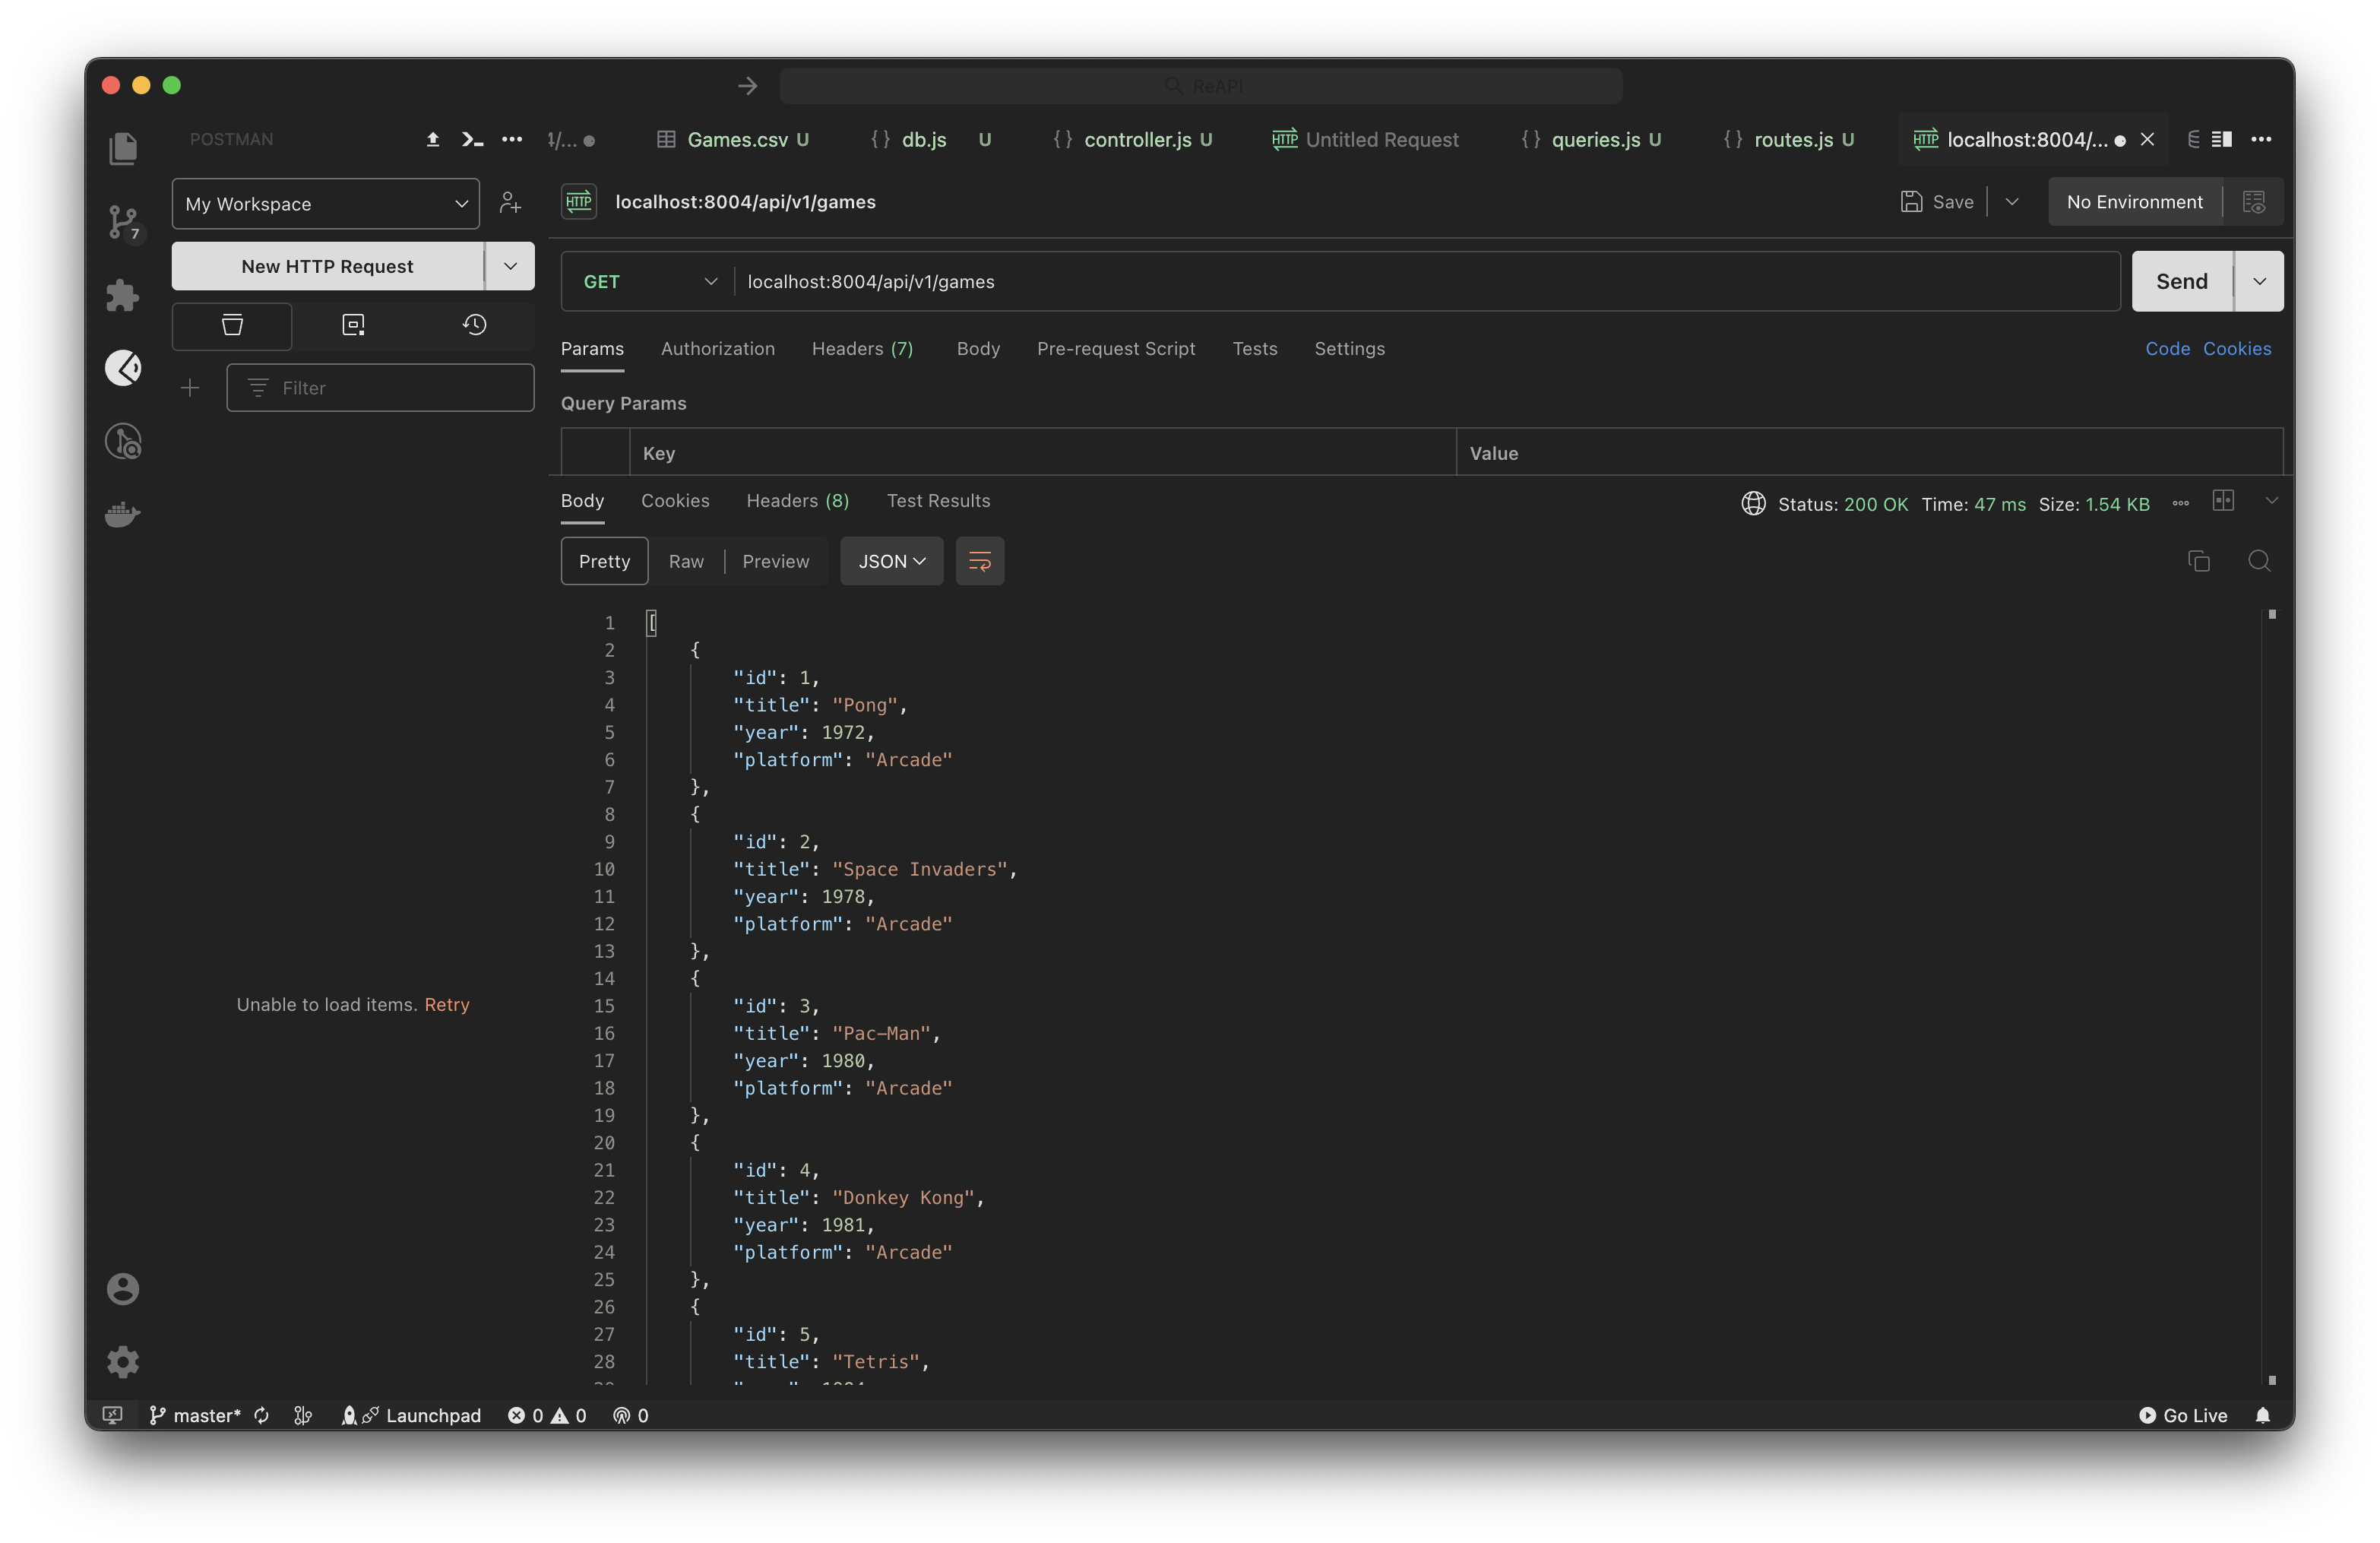 ReAPI
POSTMAN
4/...
Games.csv U
db.js U
controller.js U
HTTP Untitled Request
queries.js U
routes.js U
HTTP localhost:8004/...
My Workspace
HTTP localhost:8004/api/v1/games
Save
No Environment
7
New HTTP Request
GET localhost:8004/api/v1/games
Send
Params Authorization Headers (7) Body Pre-request Script Tests Settings
Code Cookies
Filter
Query Params
Key Value
Body Cookies Headers (8) Test Results
Status: 200 OK Time: 47 ms Size: 1.54 KB
Pretty Raw Preview JSON
1 [
2 {
3 "id": 1,
4 "title": "Pong",
5 "year": 1972,
6 "platform": "Arcade"
7 },
8 {
9 "id": 2,
10 "title": "Space Invaders",
11 "year": 1978,
12 "platform": "Arcade"
13 },
14 {
15 "id": 3,
16 "title": "Pac-Man",
17 "year": 1980,
18 "platform": "Arcade"
19 },
20 {
21 "id": 4,
22 "title": "Donkey Kong",
23 "year": 1981,
24 "platform": "Arcade"
25 },
26 {
27 "id": 5,
28 "title": "Tetris",
Unable to load items. Retry
master* Launchpad 0 0 0
Go Live